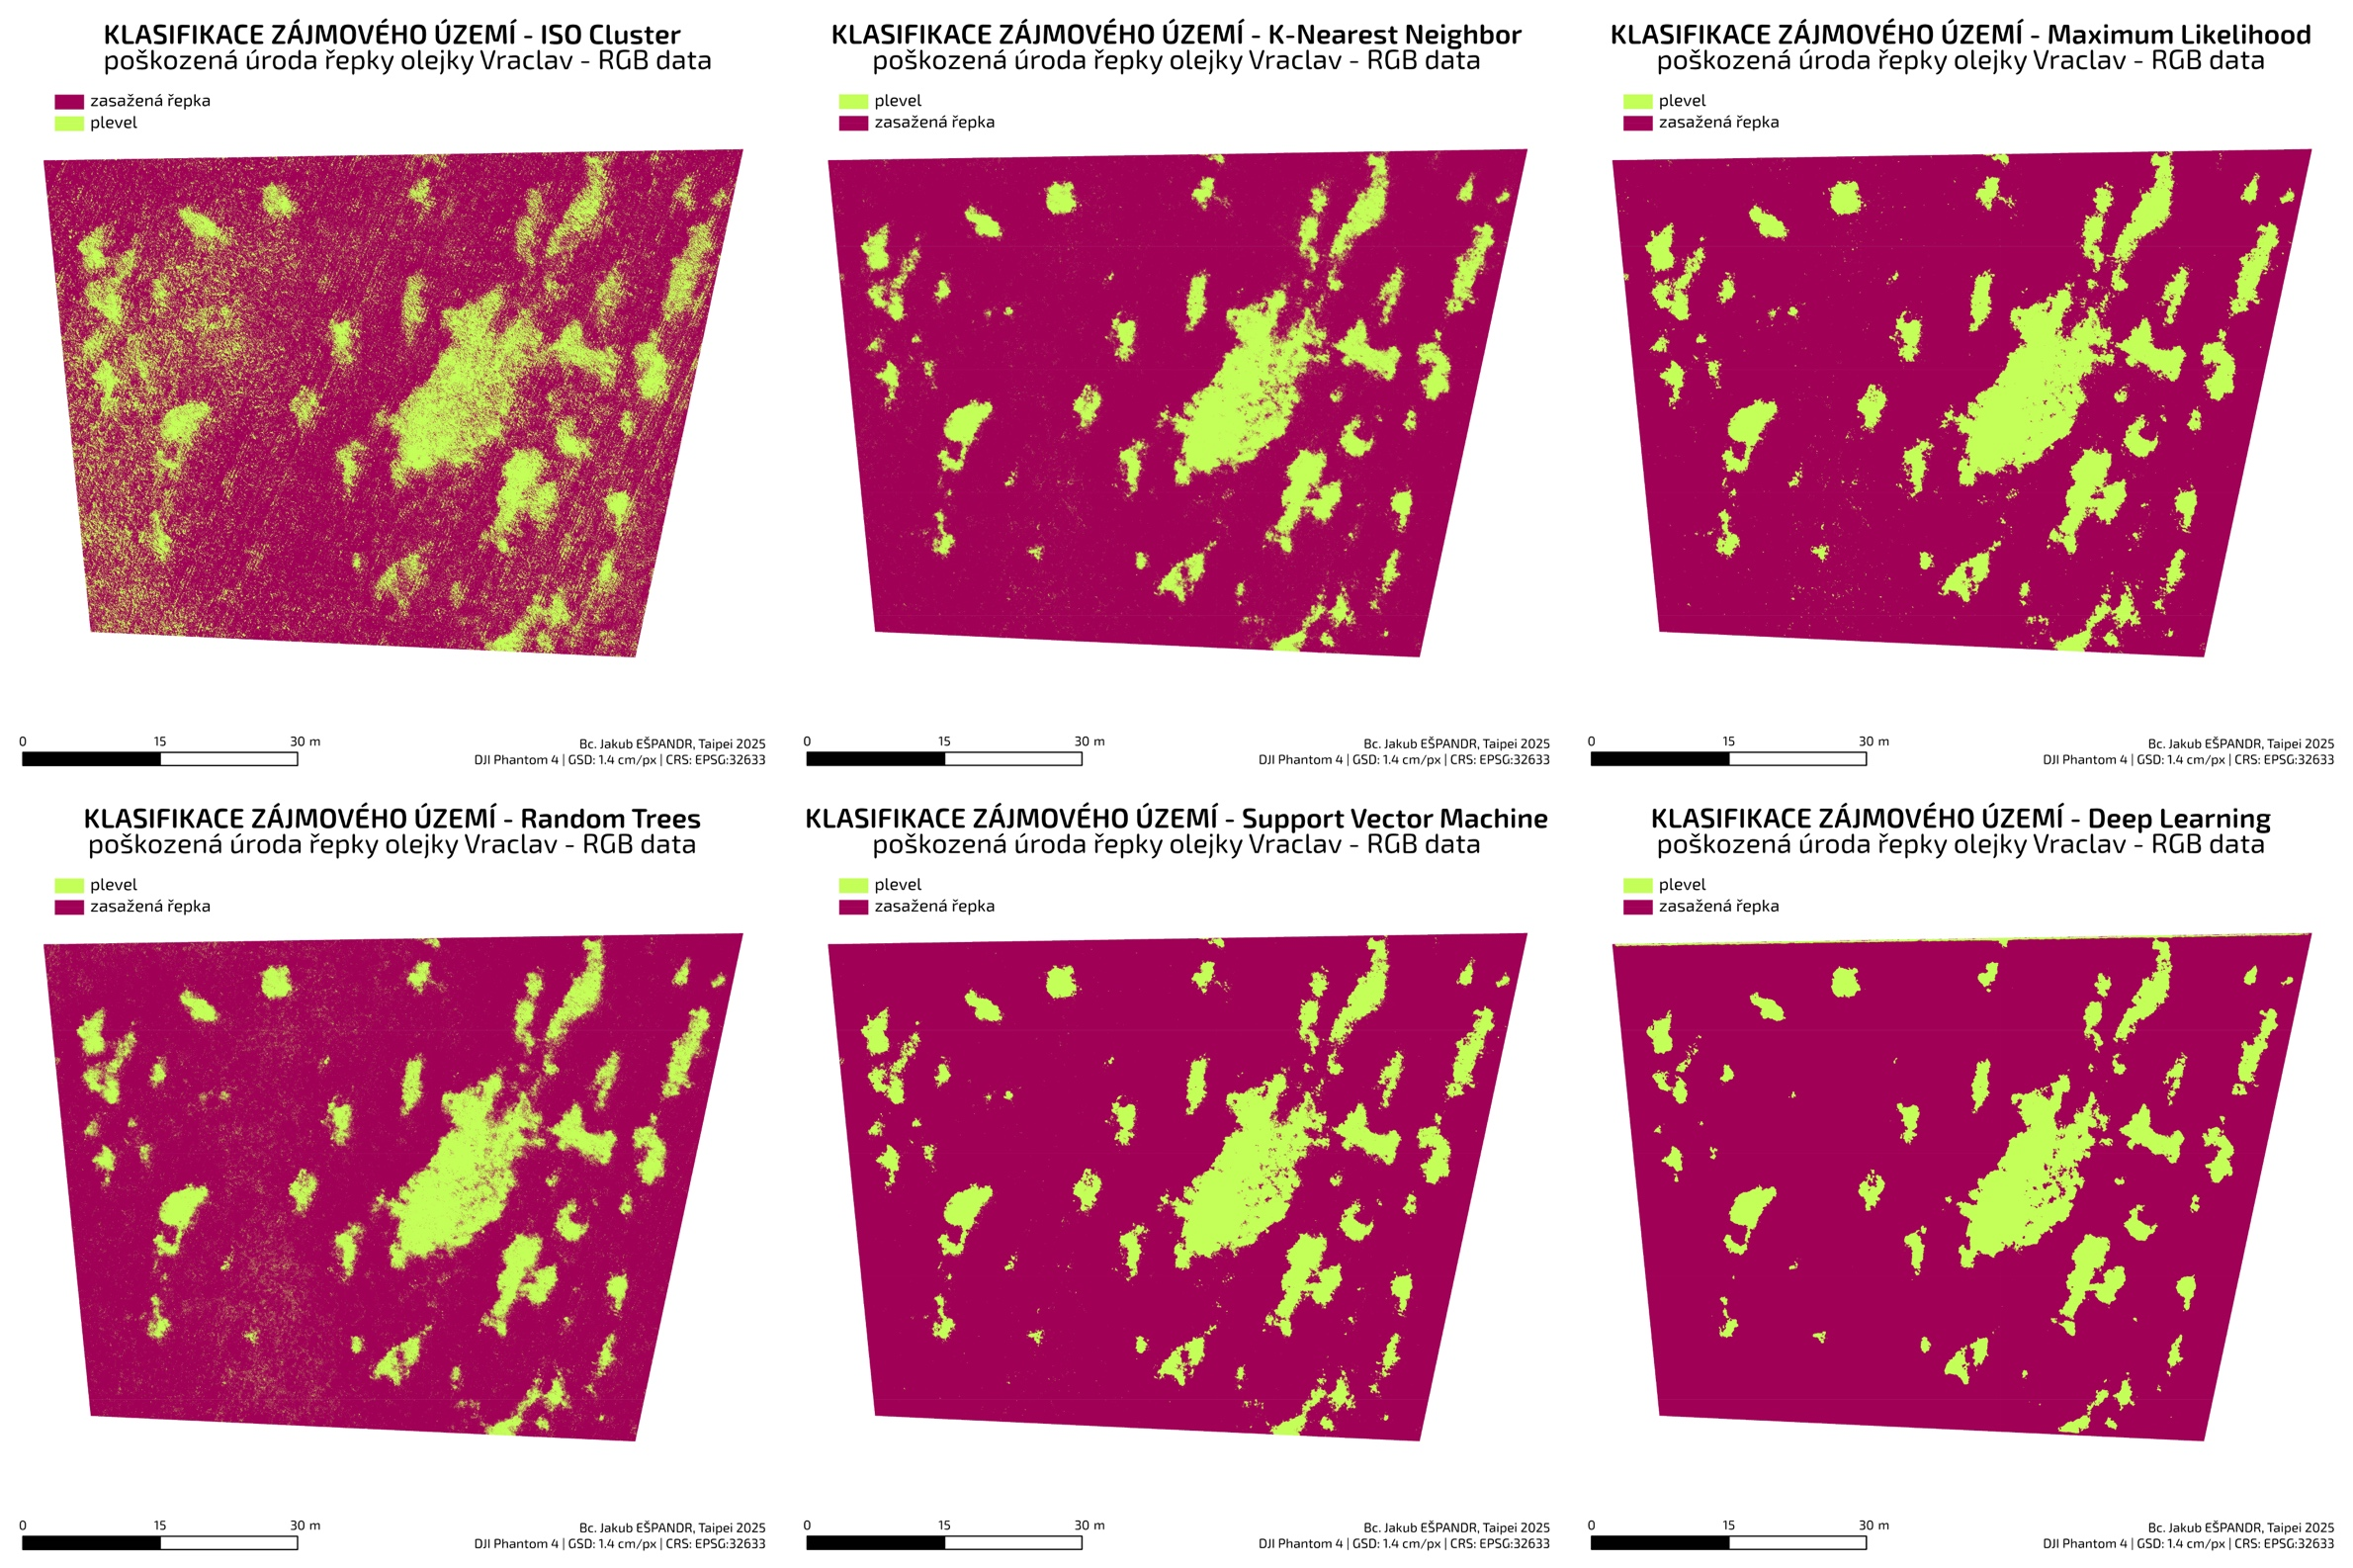 KLASIFIKACE ZÁJMOVÉHO ÚZEMÍ - ISO Cluster
poškozená úroda řepky olejky Vraclav - RGB data
zasažená řepka
plevel
0 15 30 m
Bc. Jakub EŠPANDR, Taipei 2025
DJI Phantom 4 | GSD: 1.4 cm/px | CRS: EPSG:32633
KLASIFIKACE ZÁJMOVÉHO ÚZEMÍ - K-Nearest Neighbor
poškozená úroda řepky olejky Vraclav - RGB data
plevel
zasažená řepka
0 15 30 m
Bc. Jakub EŠPANDR, Taipei 2025
DJI Phantom 4 | GSD: 1.4 cm/px | CRS: EPSG:32633
KLASIFIKACE ZÁJMOVÉHO ÚZEMÍ - Maximum Likelihood
poškozená úroda řepky olejky Vraclav - RGB data
plevel
zasažená řepka
0 15 30 m
Bc. Jakub EŠPANDR, Taipei 2025
DJI Phantom 4 | GSD: 1.4 cm/px | CRS: EPSG:32633
KLASIFIKACE ZÁJMOVÉHO ÚZEMÍ - Random Trees
poškozená úroda řepky olejky Vraclav - RGB data
plevel
zasažená řepka
0 15 30 m
Bc. Jakub EŠPANDR, Taipei 2025
DJI Phantom 4 | GSD: 1.4 cm/px | CRS: EPSG:32633
KLASIFIKACE ZÁJMOVÉHO ÚZEMÍ - Support Vector Machine
poškozená úroda řepky olejky Vraclav - RGB data
plevel
zasažená řepka
0 15 30 m
Bc. Jakub EŠPANDR, Taipei 2025
DJI Phantom 4 | GSD: 1.4 cm/px | CRS: EPSG:32633
KLASIFIKACE ZÁJMOVÉHO ÚZEMÍ - Deep Learning
poškozená úroda řepky olejky Vraclav - RGB data
plevel
zasažená řepka
0 15 30 m
Bc. Jakub EŠPANDR, Taipei 2025
DJI Phantom 4 | GSD: 1.4 cm/px | CRS: EPSG:32633